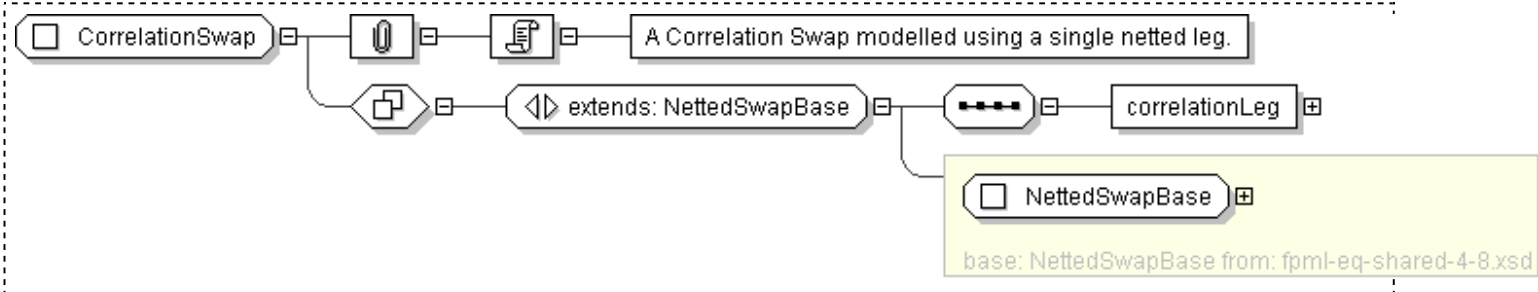 CorrelationSwap
A Correlation Swap modelled using a single netted leg.
extends: NettedSwapBase
correlationLeg
NettedSwapBase
base: NettedSwapBase from: fpml-eq-shared-4-8.xsd